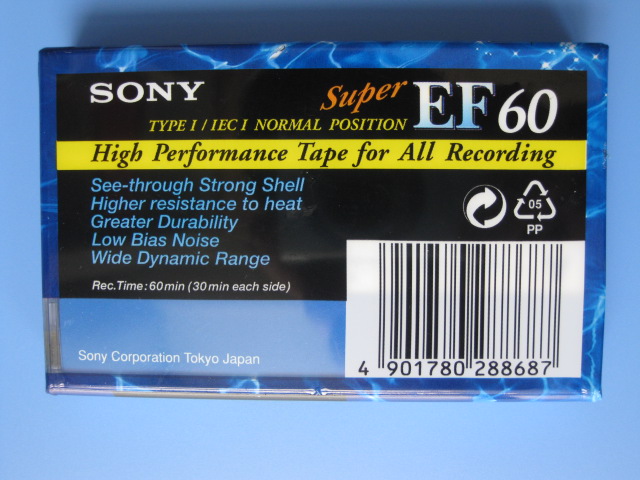 SONY
Super EF 60
TYPE I / IEC I NORMAL POSITION
High Performance Tape for All Recording
See-through Strong Shell
Higher resistance to heat
Greater Durability
Low Bias Noise
Wide Dynamic Range
05
PP
Rec.Time:60min (30min each side)
Sony Corporation Tokyo Japan
4 901780 288687